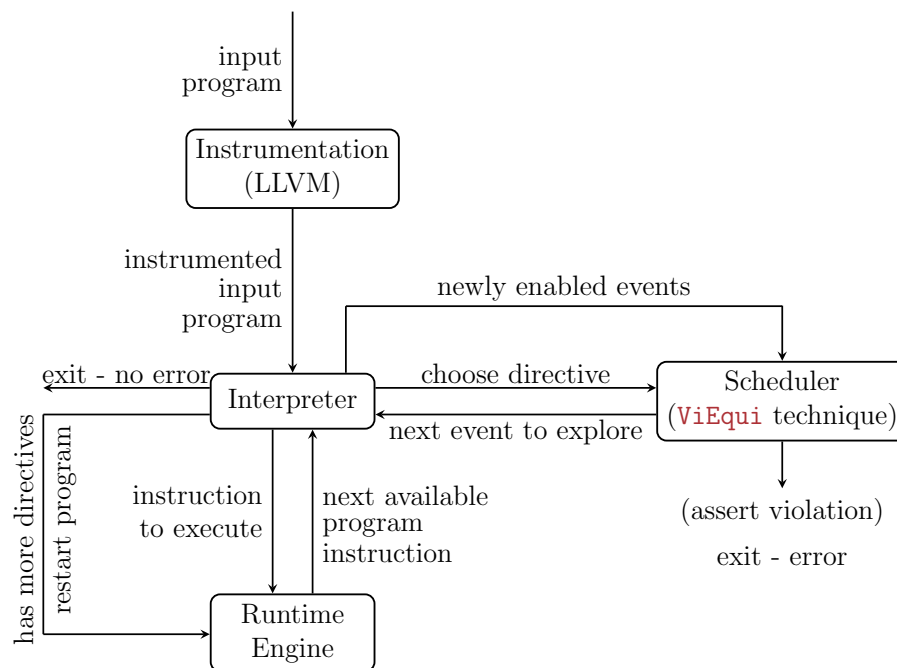 input
program
Instrumentation
(LLVM)
instrumented
input
program
newly enabled events
exit - no error
Interpreter
choose directive
next event to explore
Scheduler
(ViEqui technique)
has more directives
restart program
instruction
to execute
next available
program
instruction
(assert violation)
exit - error
Runtime
Engine